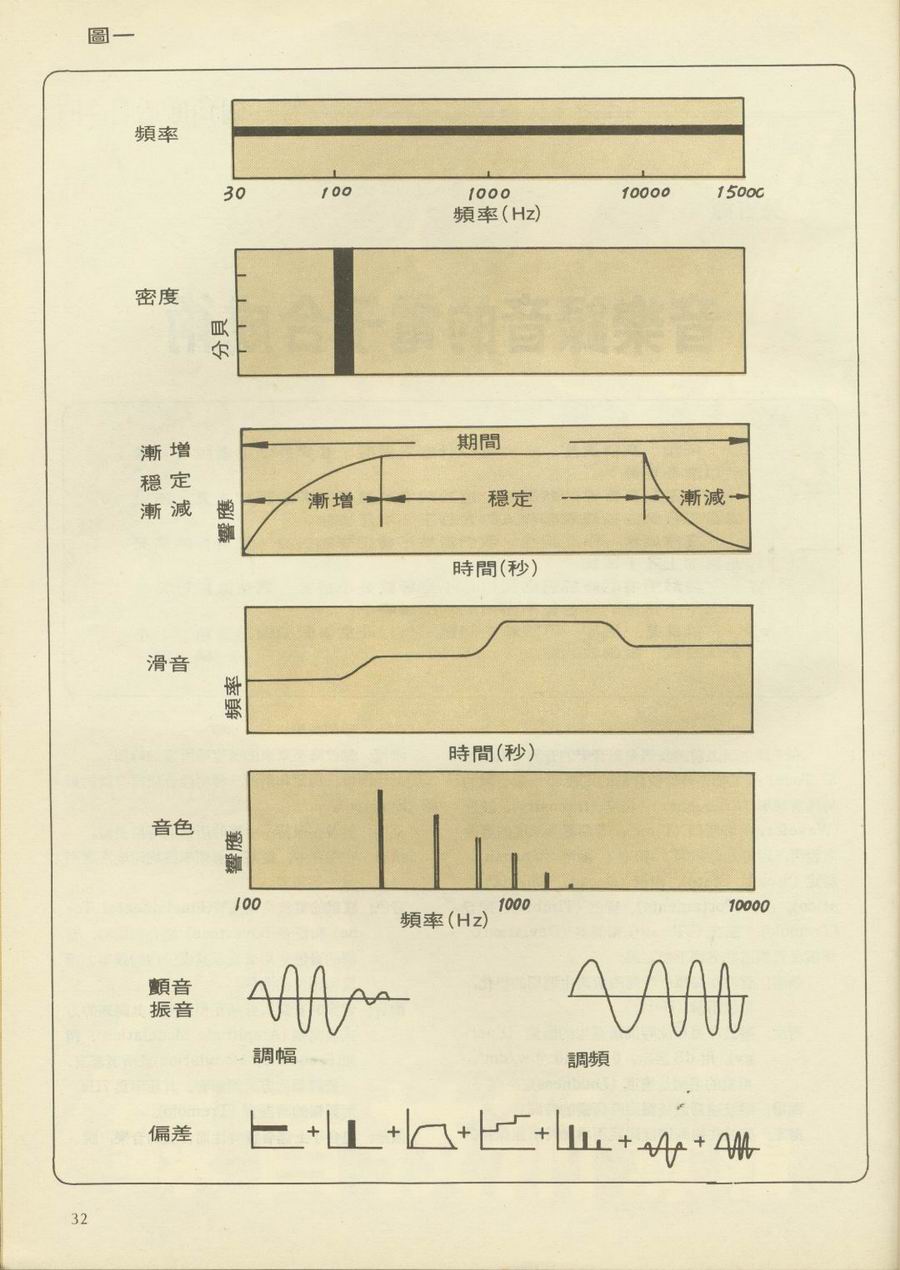 圖一
頻率
30 100 1000 10000 15000
頻率(Hz)
密度
分貝
漸增
穩定
漸減
響應
期間
漸增 穩定 漸減
時間(秒)
滑音
頻率
時間(秒)
音色
響應
100 1000 10000
頻率(Hz)
顫音
振音
調幅 調頻
偏差
+ + + + + +
32